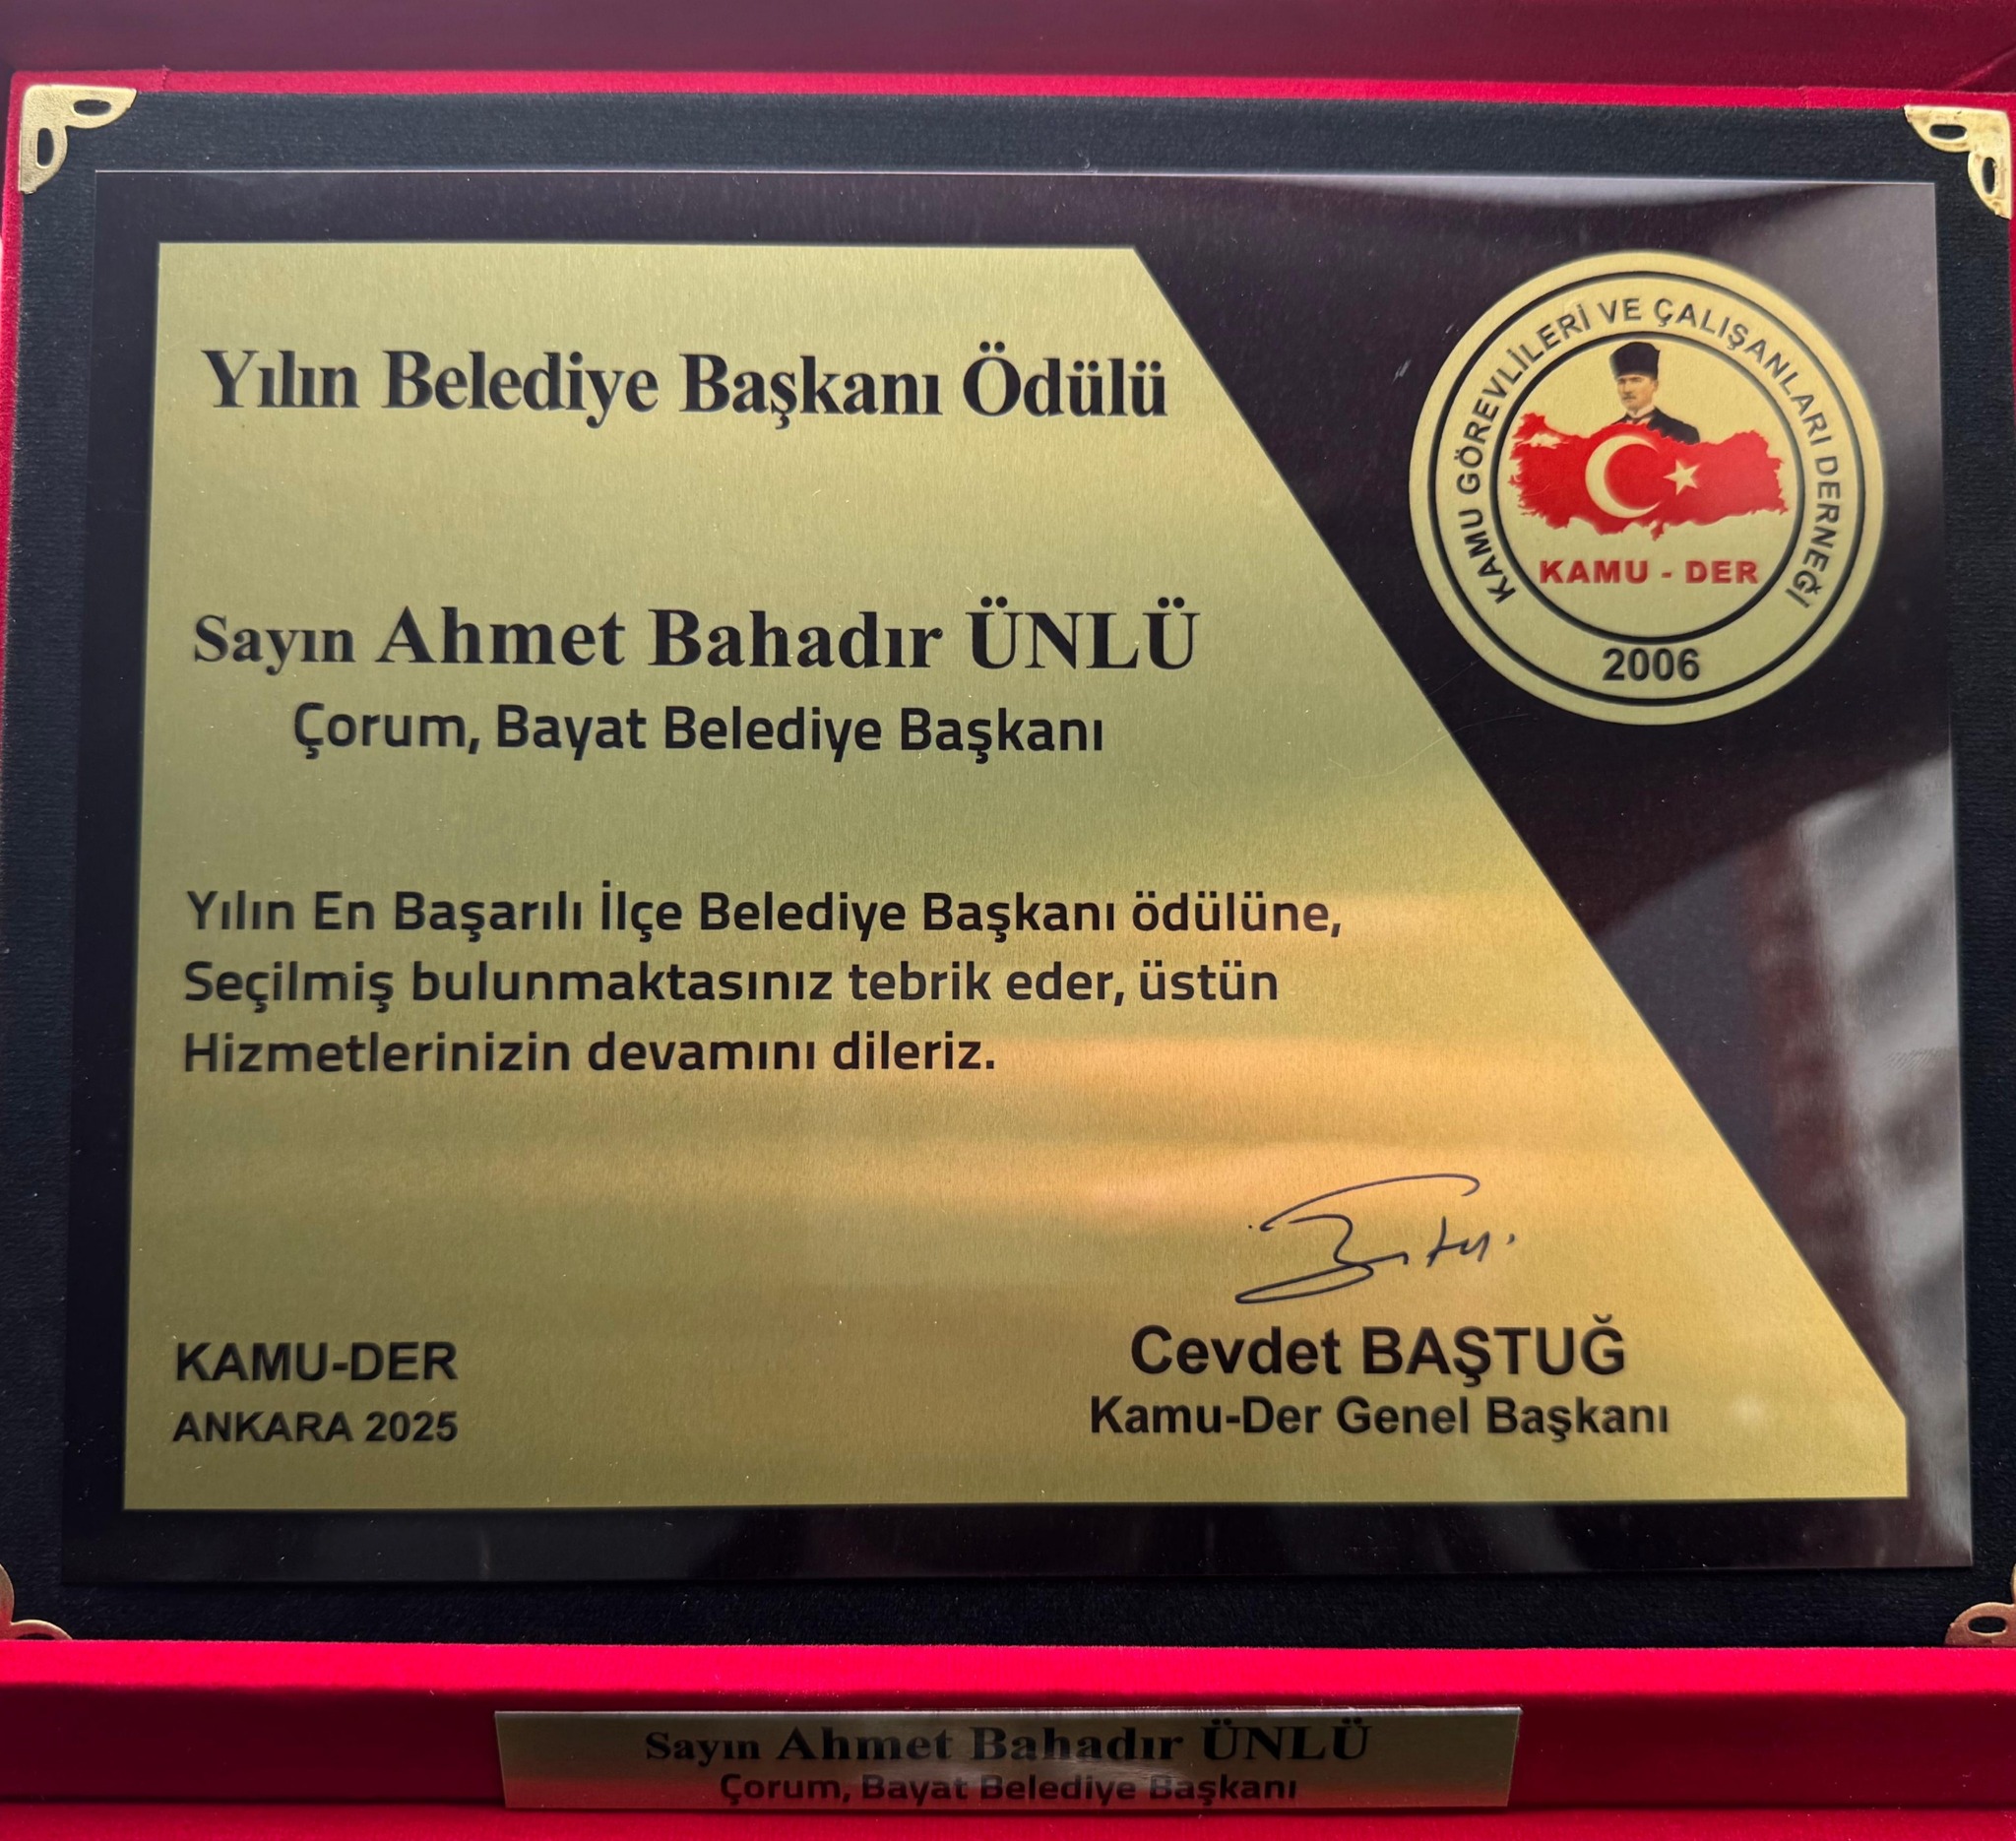 Yılın Belediye Başkanı Ödülü
KAMU GÖREVLİLERİ VE ÇALIŞANLARI DERNEĞİ
KAMU - DER
2006
Sayın Ahmet Bahadır ÜNLÜ
Çorum, Bayat Belediye Başkanı
Yılın En Başarılı İlçe Belediye Başkanı ödülüne,
Seçilmiş bulunmaktasınız tebrik eder, üstün
Hizmetlerinizin devamını dileriz.
KAMU-DER
ANKARA 2025
Cevdet BAŞTUĞ
Kamu-Der Genel Başkanı
Sayın Ahmet Bahadır ÜNLÜ
Çorum, Bayat Belediye Başkanı